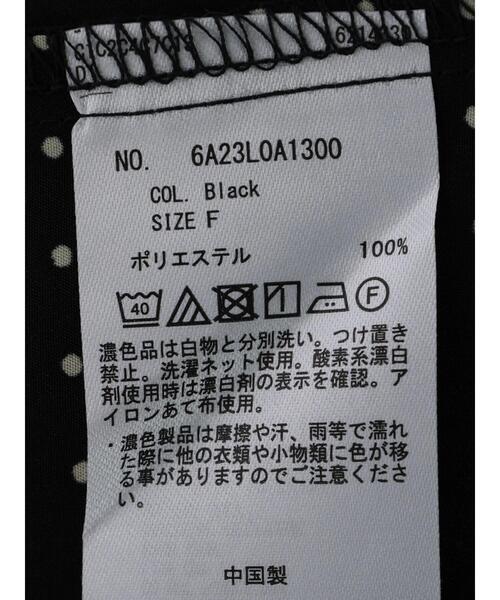 NO. 6A23L0A1300
COL. Black
SIZE F
ポリエステル 100%
40 F
濃色品は白物と分別洗い。つけ置き
禁止。洗濯ネット使用。酸素系漂白
剤使用時は漂白剤の表示を確認。ア
イロンあて布使用。
・濃色製品は摩擦や汗、雨等で濡れ
た際に他の衣類や小物類に色が移
る事がありますのでご注意くださ
い。
中国製